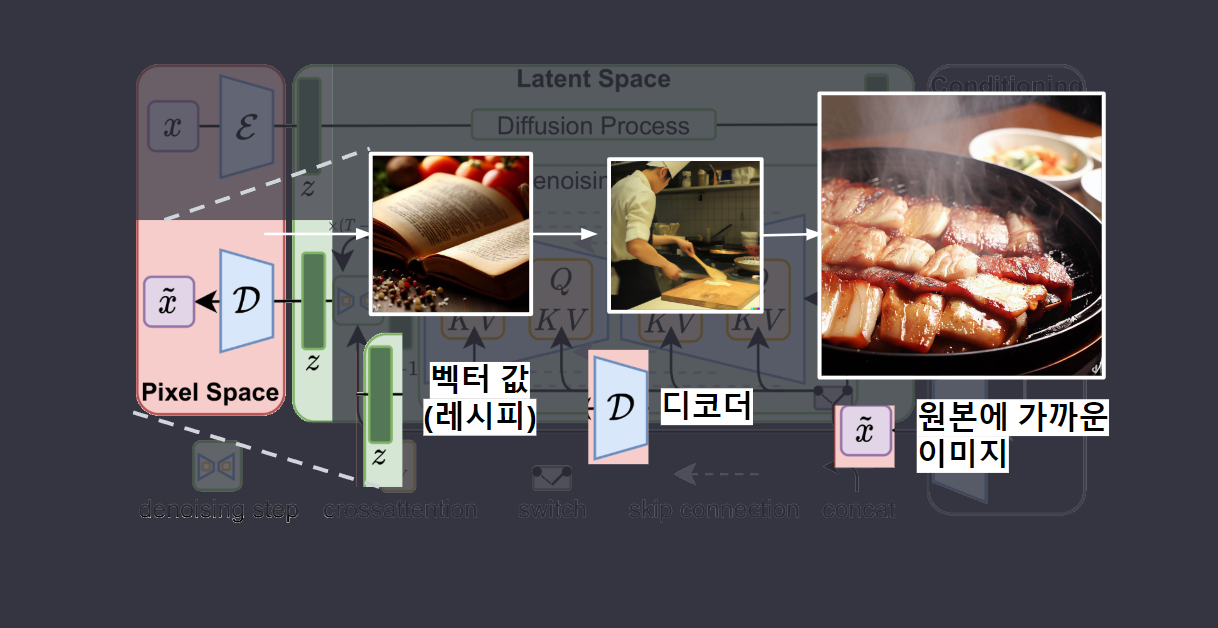 Latent Space
Conditioning
x
ℰ
Diffusion Process
z
x̃
𝒟
z
Q
K V
K V
K V
K V
Pixel Space
z
벡터 값
(레시피)
𝒟
디코더
x̃
원본에 가까운
이미지
denoising step
crossattention
switch
skip connection
concat